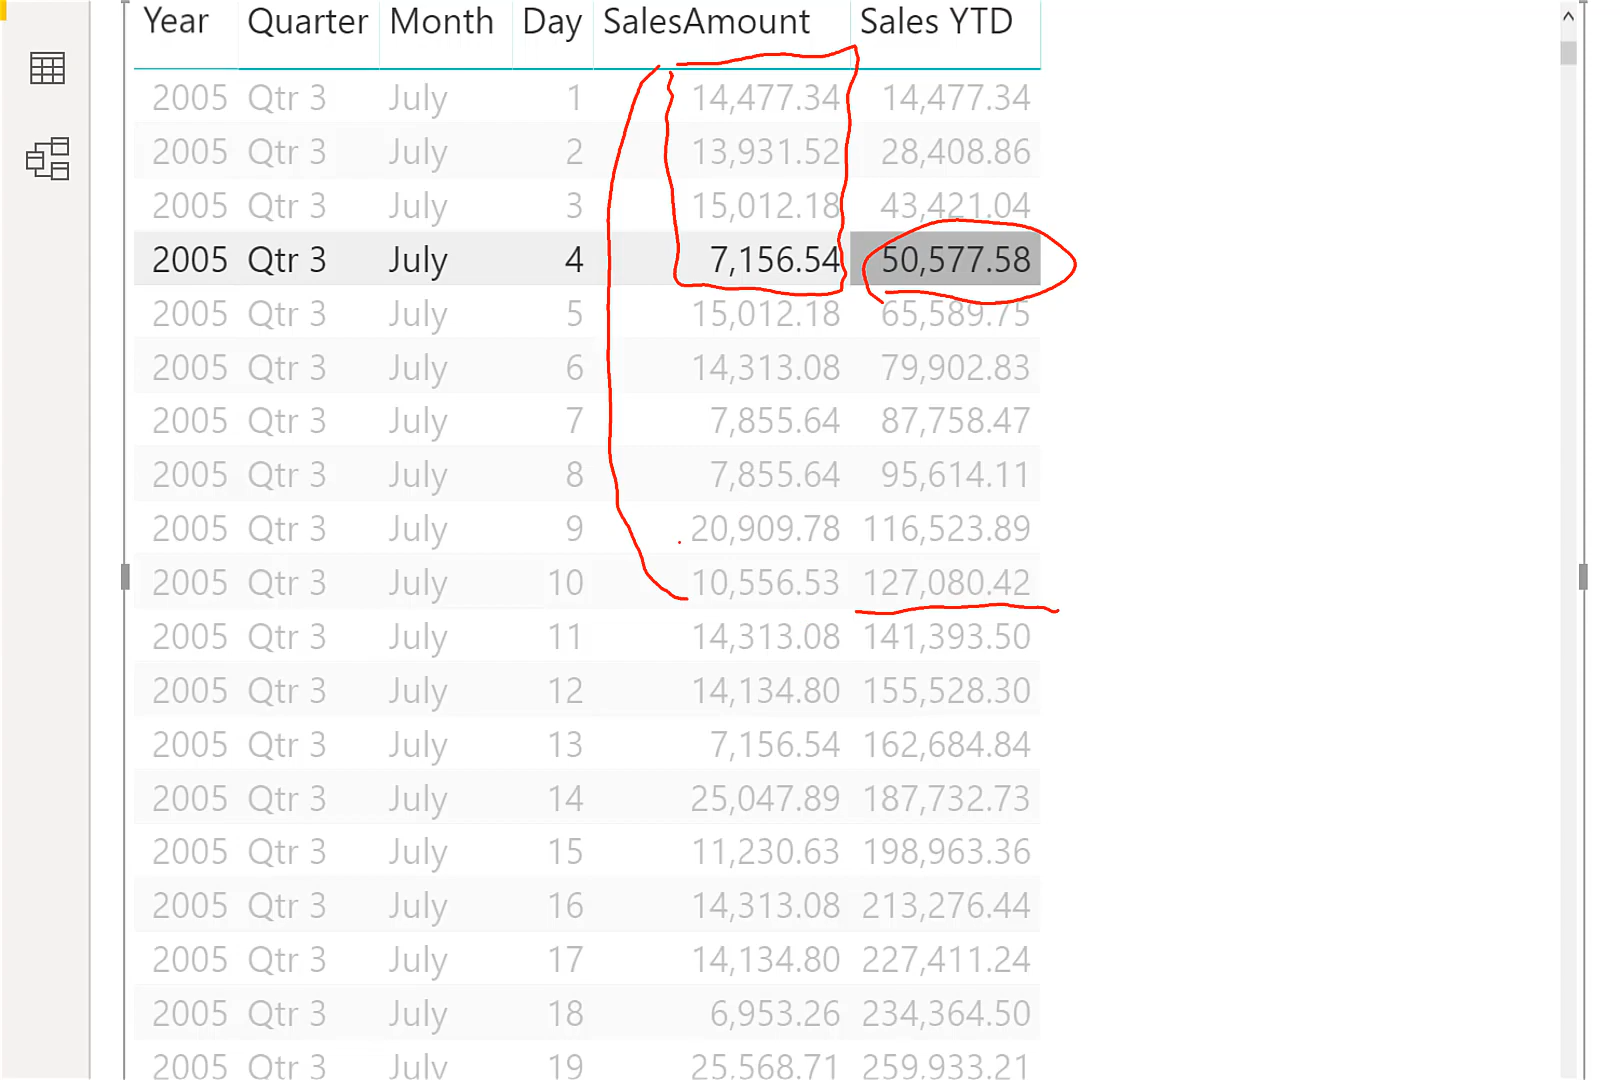 Year Quarter Month Day SalesAmount Sales YTD
2005 Qtr 3 July 1 14,477.34 14,477.34
2005 Qtr 3 July 2 13,931.52 28,408.86
2005 Qtr 3 July 3 15,012.18 43,421.04
2005 Qtr 3 July 4 7,156.54 50,577.58
2005 Qtr 3 July 5 15,012.18 65,589.75
2005 Qtr 3 July 6 14,313.08 79,902.83
2005 Qtr 3 July 7 7,855.64 87,758.47
2005 Qtr 3 July 8 7,855.64 95,614.11
2005 Qtr 3 July 9 20,909.78 116,523.89
2005 Qtr 3 July 10 10,556.53 127,080.42
2005 Qtr 3 July 11 14,313.08 141,393.50
2005 Qtr 3 July 12 14,134.80 155,528.30
2005 Qtr 3 July 13 7,156.54 162,684.84
2005 Qtr 3 July 14 25,047.89 187,732.73
2005 Qtr 3 July 15 11,230.63 198,963.36
2005 Qtr 3 July 16 14,313.08 213,276.44
2005 Qtr 3 July 17 14,134.80 227,411.24
2005 Qtr 3 July 18 6,953.26 234,364.50
2005 Qtr 3 July 19 25,568.71 259,933.21